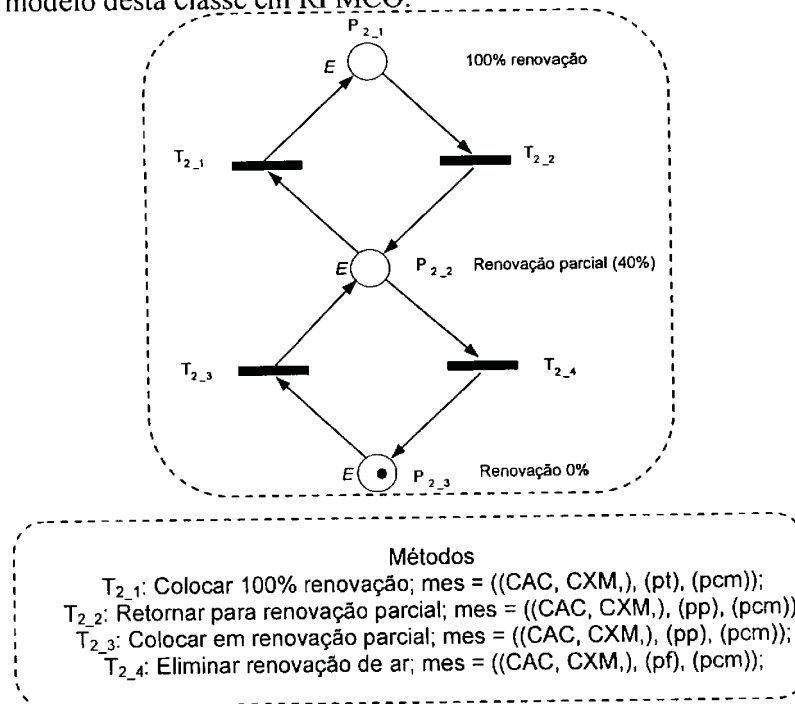 modelo desta classe em RPMCO.
P2_1
E
100% renovação
T2_1
T2_2
E
P2_2
Renovação parcial (40%)
T2_3
T2_4
E
P2_3
Renovação 0%
Métodos
T2_1: Colocar 100% renovação; mes = ((CAC, CXM,), (pt), (pcm));
T2_2: Retornar para renovação parcial; mes = ((CAC, CXM,), (pp), (pcm))
T2_3: Colocar em renovação parcial; mes = ((CAC, CXM,), (pp), (pcm));
T2_4: Eliminar renovação de ar; mes = ((CAC, CXM,), (pf), (pcm));